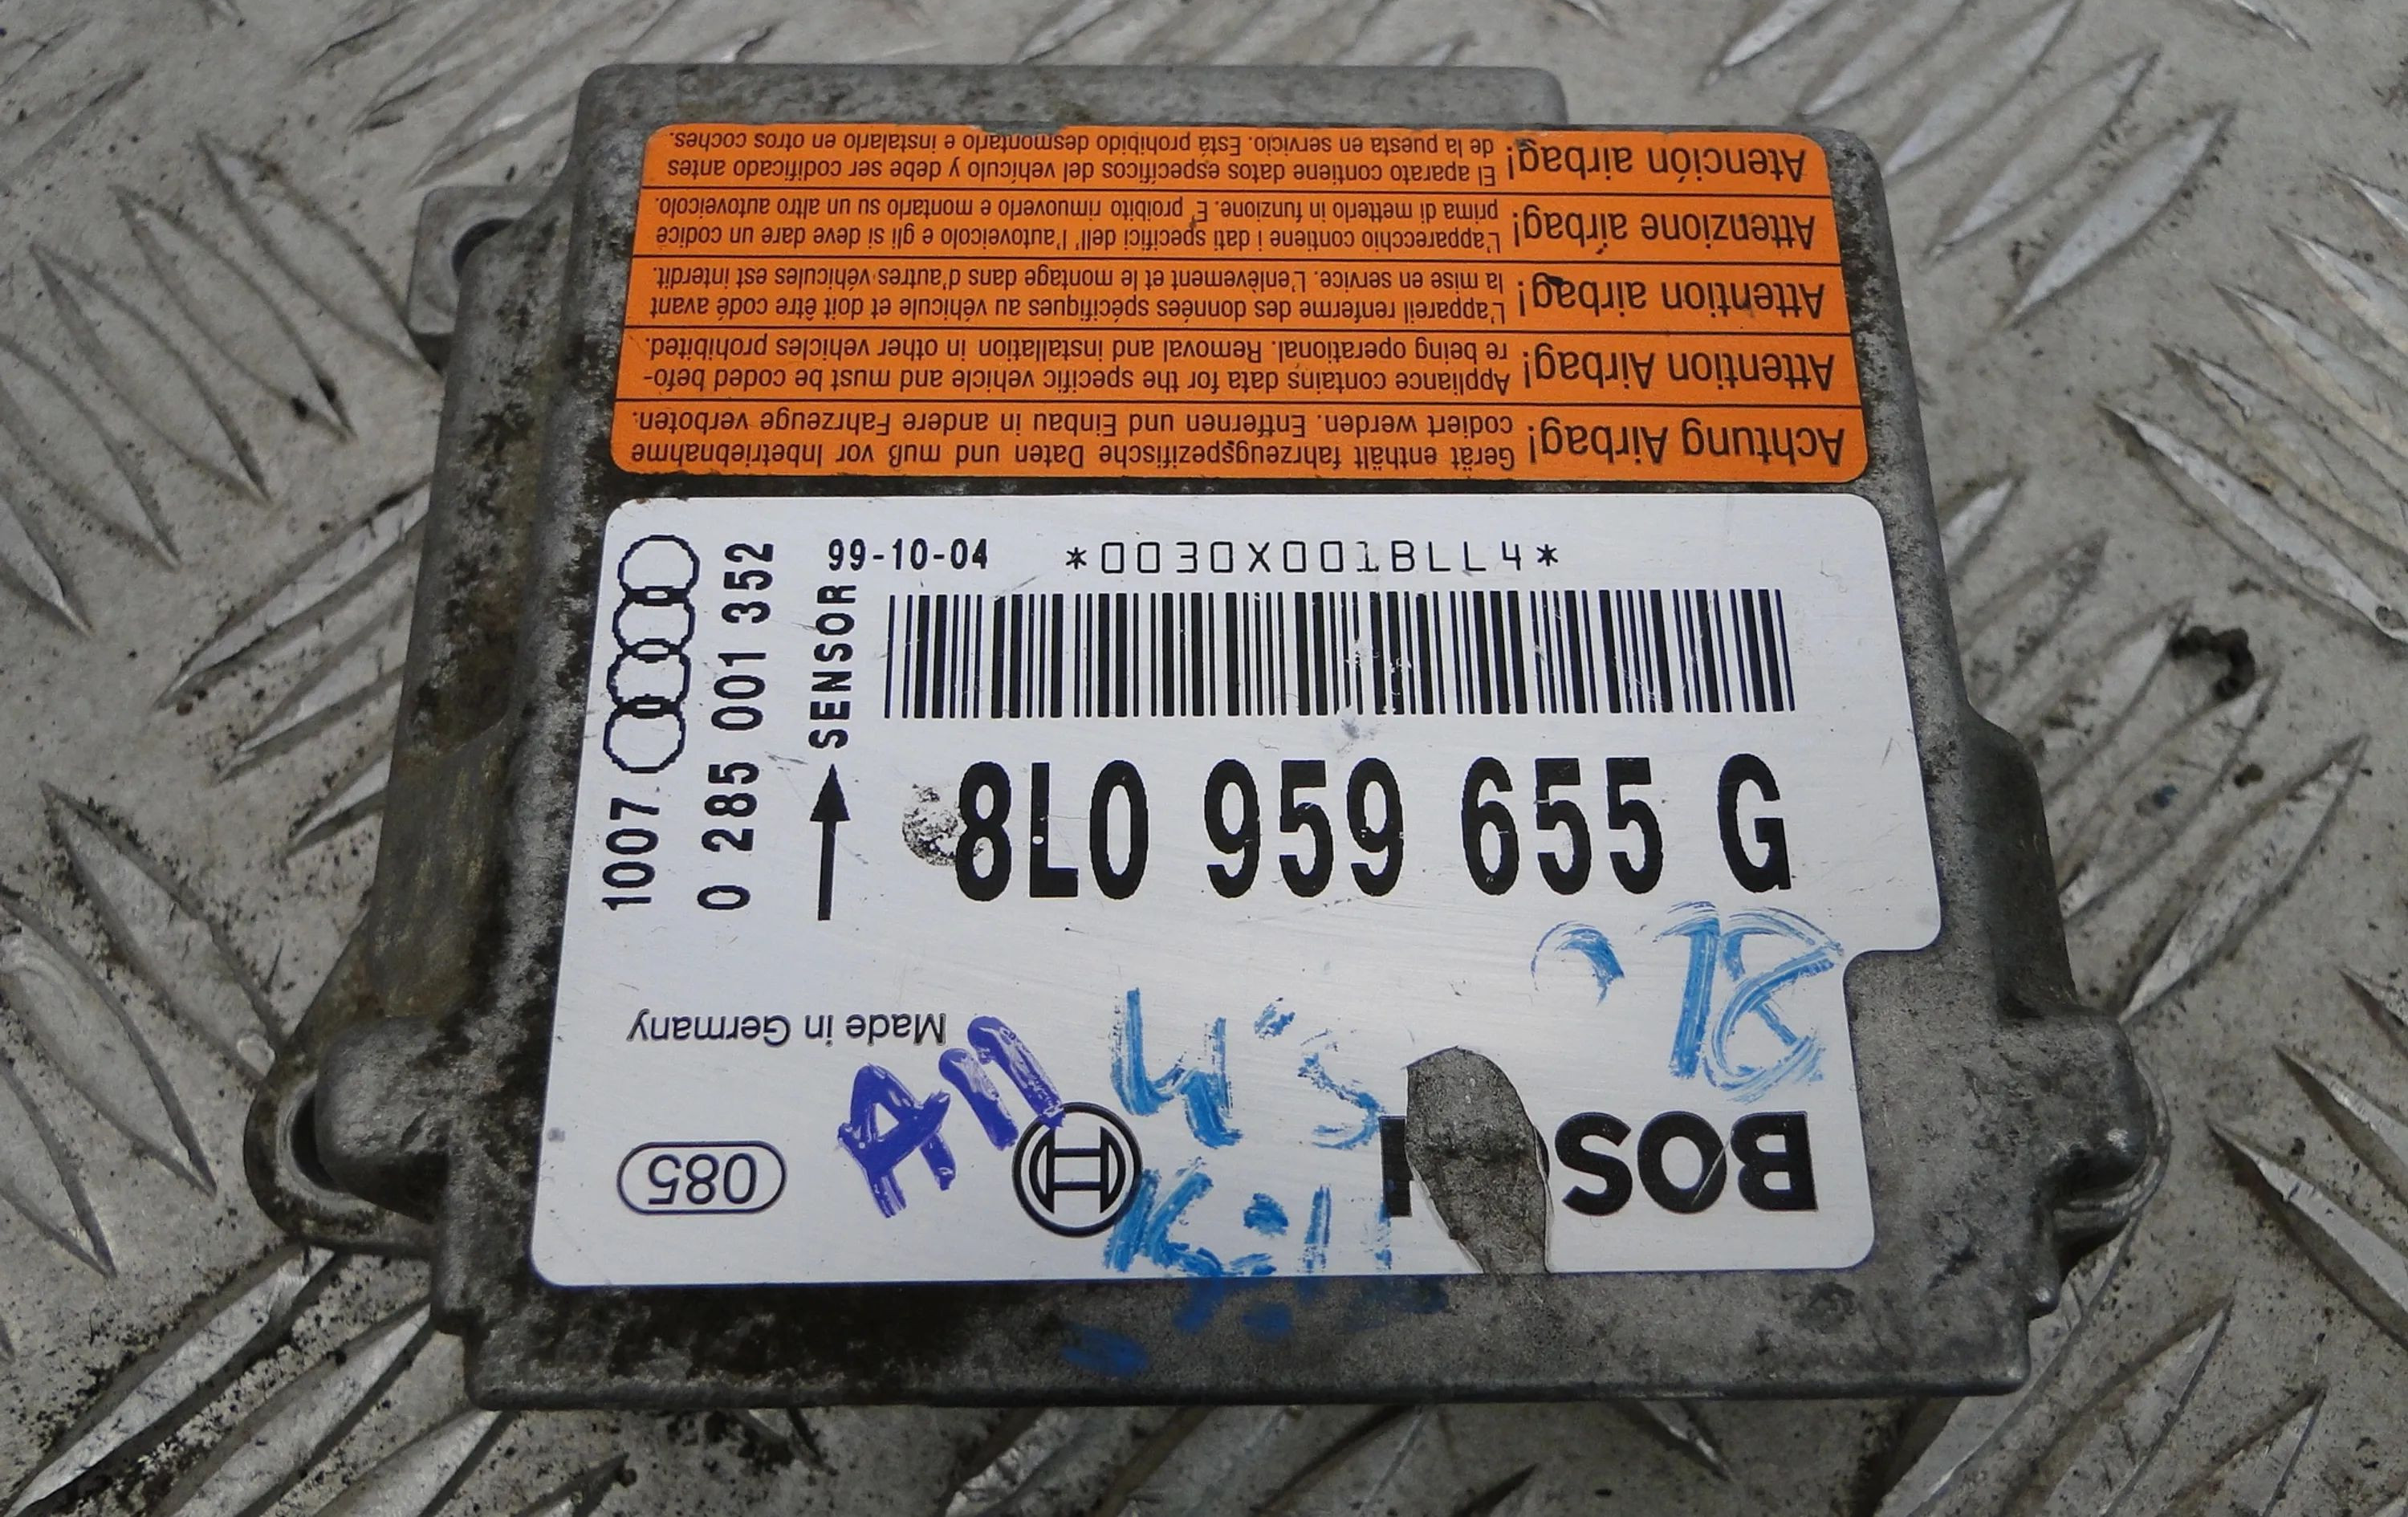 Achtung Airbag! Gerät enthält fahrzeugspezifische Daten und muß vor Inbetriebnahme
codiert werden. Entfernen und Einbau in andere Fahrzeuge verboten.
Attention Airbag! Appliance contains data for the specific vehicle and must be coded befo-
re being operational. Removal and installation in other vehicles prohibited.
Attention airbag! L'appareil renferme des données spécifiques au véhicule et doit être codé avant
la mise en service. L'enlèvement et le montage dans d'autres véhicules est interdit.
Attenzione airbag! L'apparecchio contiene i dati specifici dell' l'autoveicolo e gli si deve dare un codice
prima di metterlo in funzione. E' proibito rimuoverlo e montarlo su un altro autoveicolo.
Atención airbag! El aparato contiene datos específicos del vehículo y debe ser codificado antes
de la puesta en servicio. Está prohibido desmontarlo e instalarlo en otros coches.
99-10-04 *0030X001BLL4*
1007
0 285 001 352
SENSOR
8L0 959 655 G
Made in Germany
A11
085
BOSCH